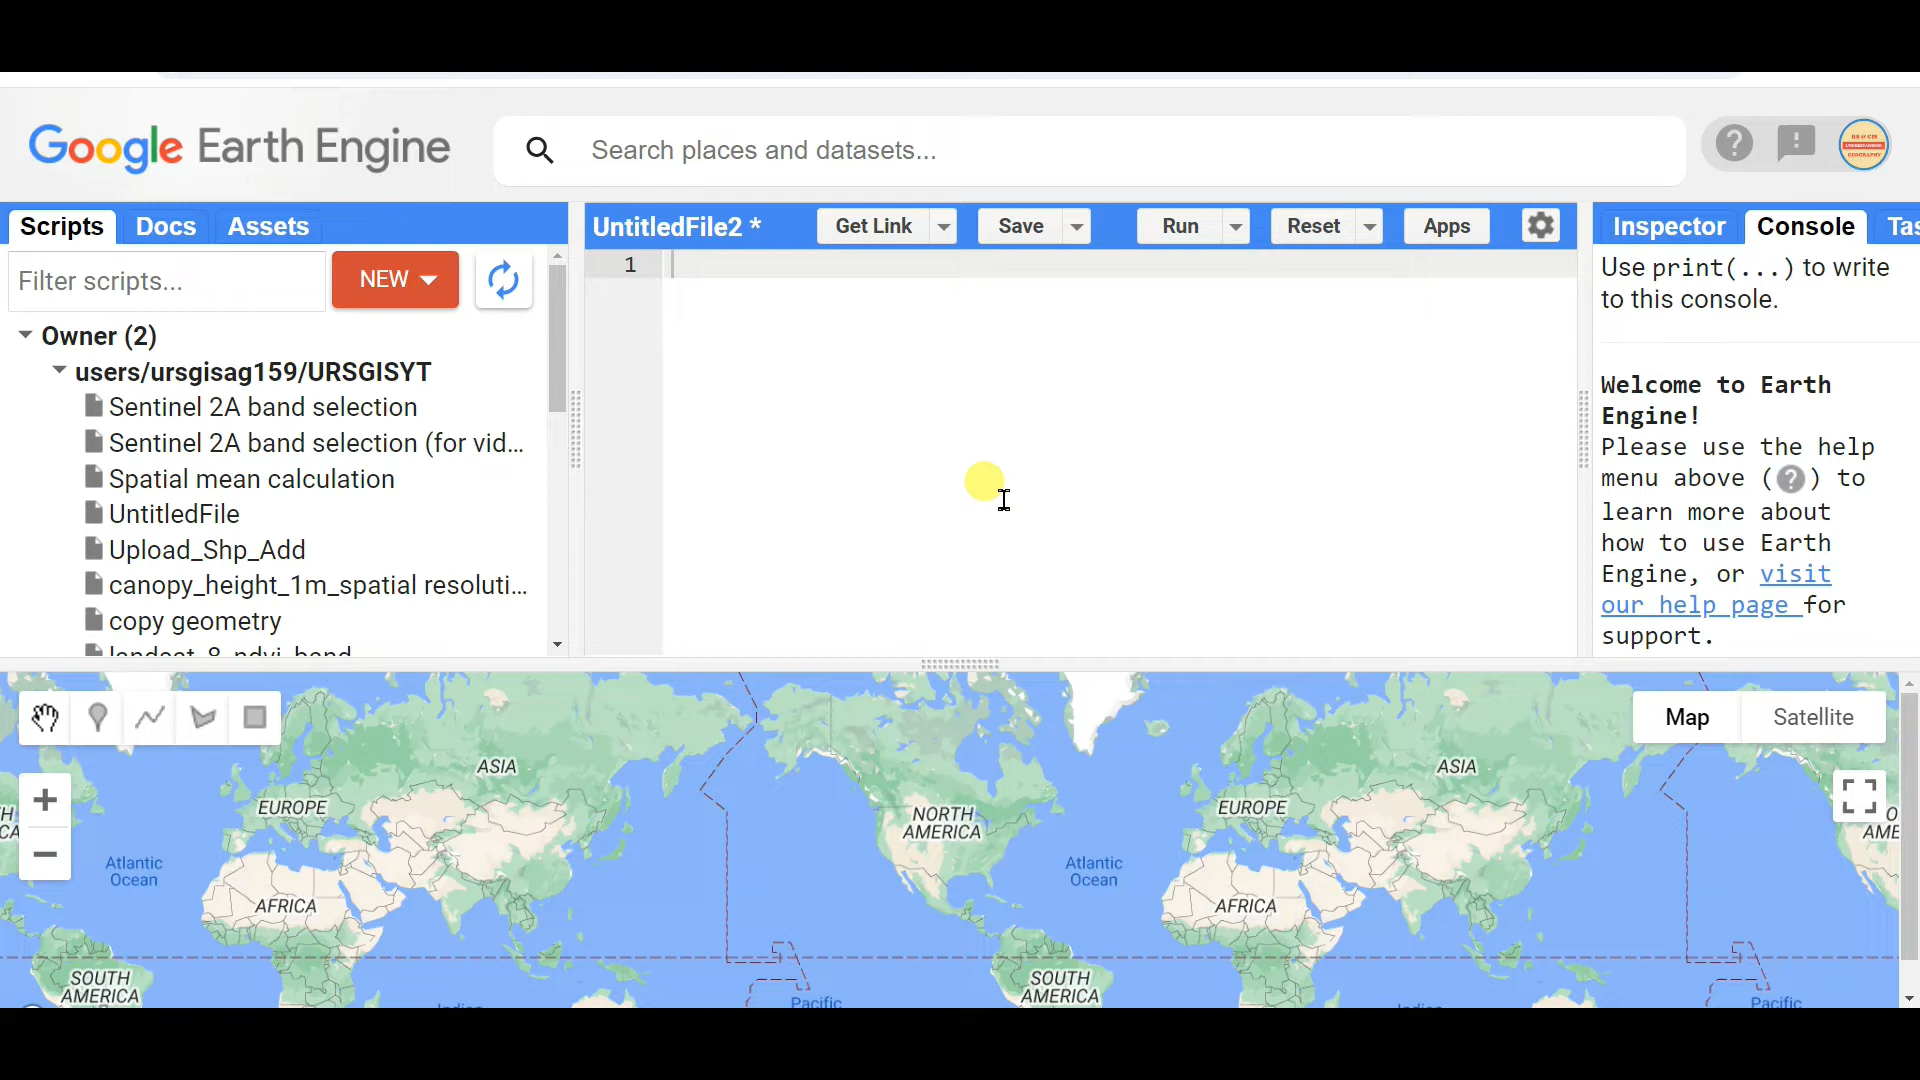 Google Earth Engine
Search places and datasets...
Scripts
Docs
Assets
Filter scripts...
NEW
Owner (2)
users/ursgisag159/URSGISYT
Sentinel 2A band selection
Sentinel 2A band selection (for vid...
Spatial mean calculation
UntitledFile
Upload_Shp_Add
canopy_height_1m_spatial resoluti...
copy geometry
landsat_8_ndvi_band
UntitledFile2 *
Get Link
Save
Run
Reset
Apps
1
Inspector
Console
Tas
Use print(...) to write
to this console.
Welcome to Earth
Engine!
Please use the help
menu above (?) to
learn more about
how to use Earth
Engine, or visit
our help page for
support.
Map
Satellite
ASIA
EUROPE
AFRICA
Atlantic
Ocean
SOUTH
AMERICA
NORTH
AMERICA
Pacific
Atlantic
Ocean
SOUTH
AMERICA
EUROPE
ASIA
AFRICA
Pacific